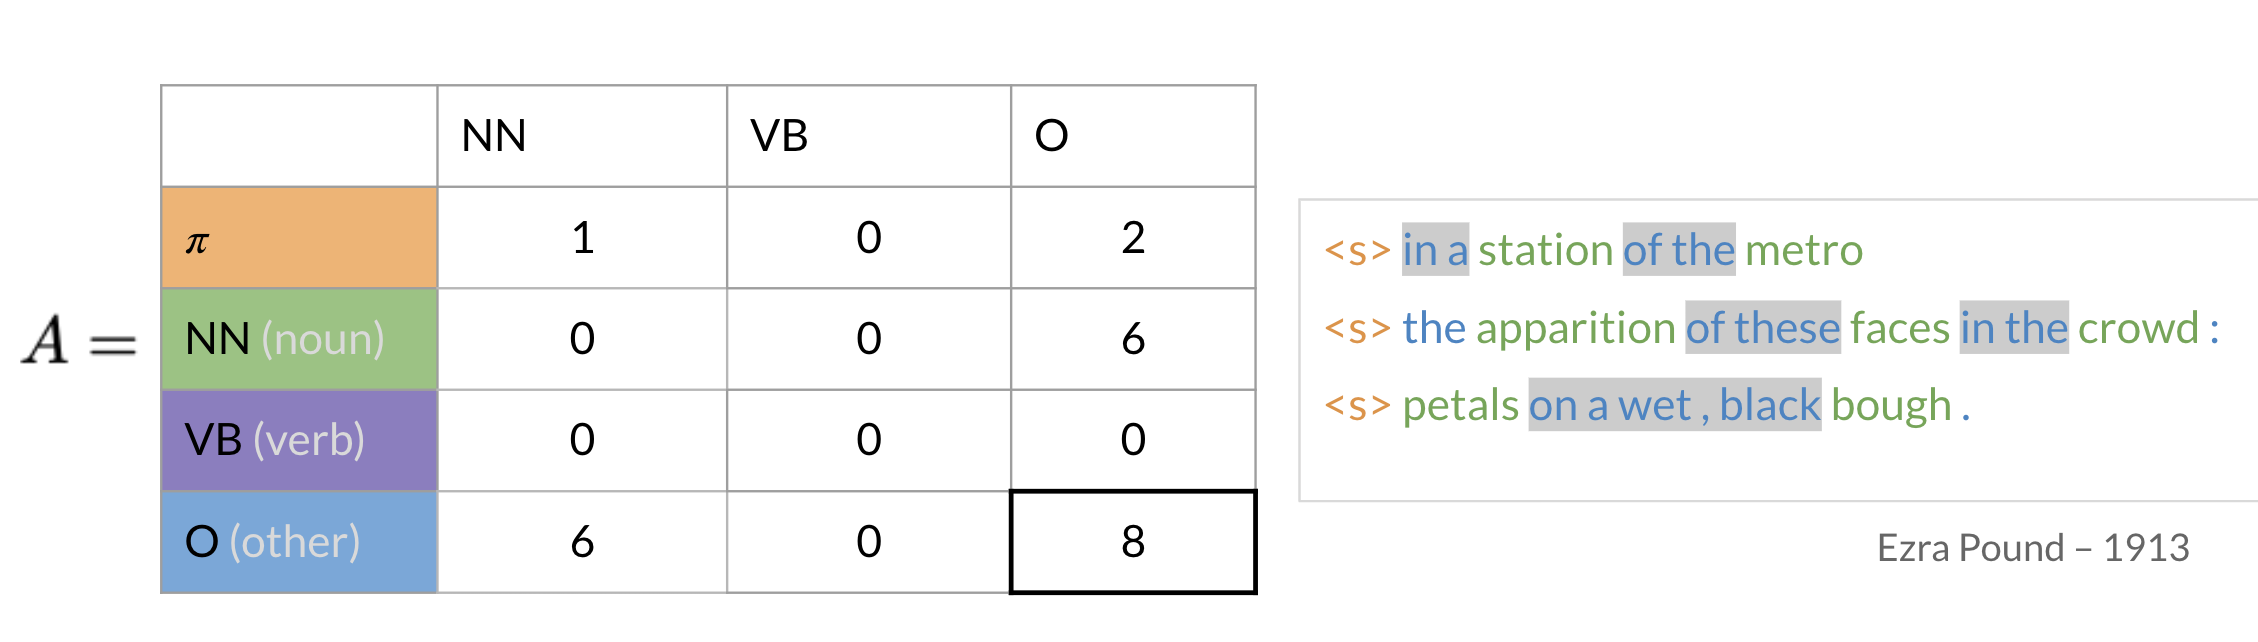 NN VB O
π 1 0 2
A = NN (noun) 0 0 6
VB (verb) 0 0 0
O (other) 6 0 8
<s> in a station of the metro
<s> the apparition of these faces in the crowd :
<s> petals on a wet , black bough .
Ezra Pound – 1913